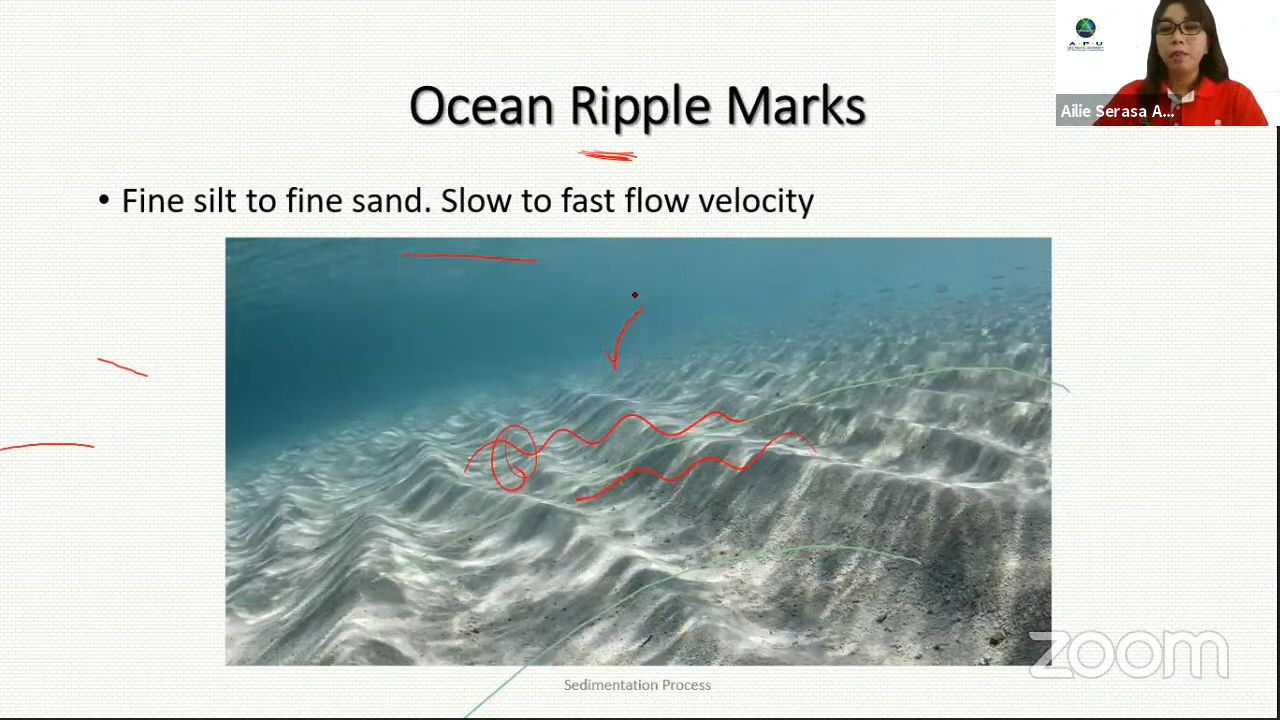 Ocean Ripple Marks
• Fine silt to fine sand. Slow to fast flow velocity
A·P·U
Ailie Serasa A...
zoom
Sedimentation Process